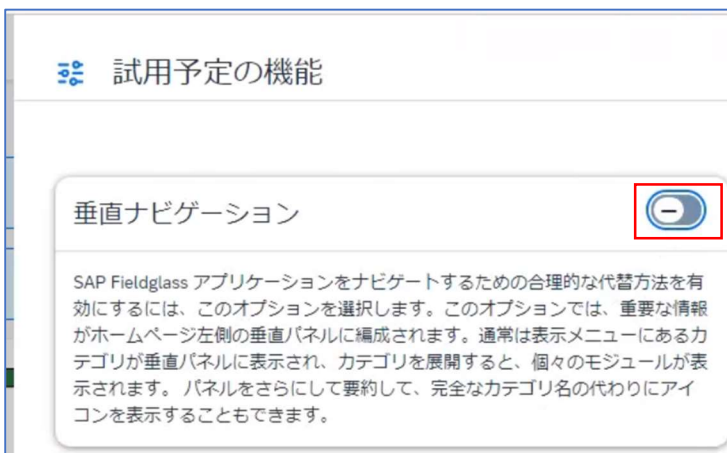 試用予定の機能
垂直ナビゲーション
SAP Fieldglass アプリケーションをナビゲートするための合理的な代替方法を有
効にするには、このオプションを選択します。このオプションでは、重要な情報
がホームページ左側の垂直パネルに編成されます。通常は表示メニューにあるカ
テゴリが垂直パネルに表示され、カテゴリを展開すると、個々のモジュールが表
示されます。 パネルをさらにして要約して、完全なカテゴリ名の代わりにアイ
コンを表示することもできます。